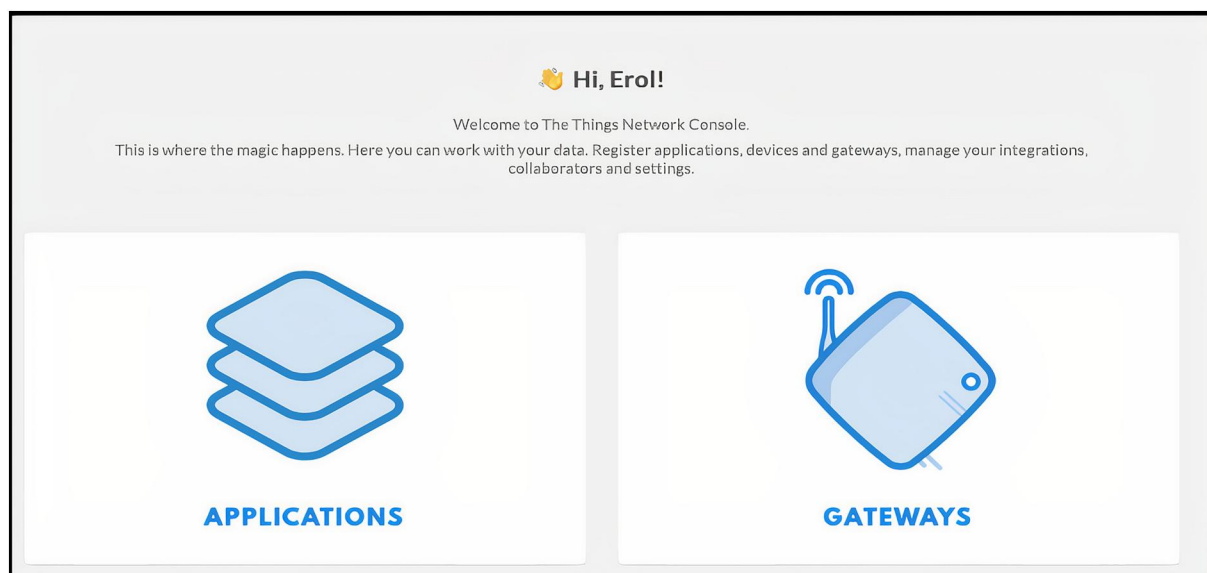 👋 Hi, Erol!
Welcome to The Things Network Console.
This is where the magic happens. Here you can work with your data. Register applications, devices and gateways, manage your integrations,
collaborators and settings.
APPLICATIONS
GATEWAYS